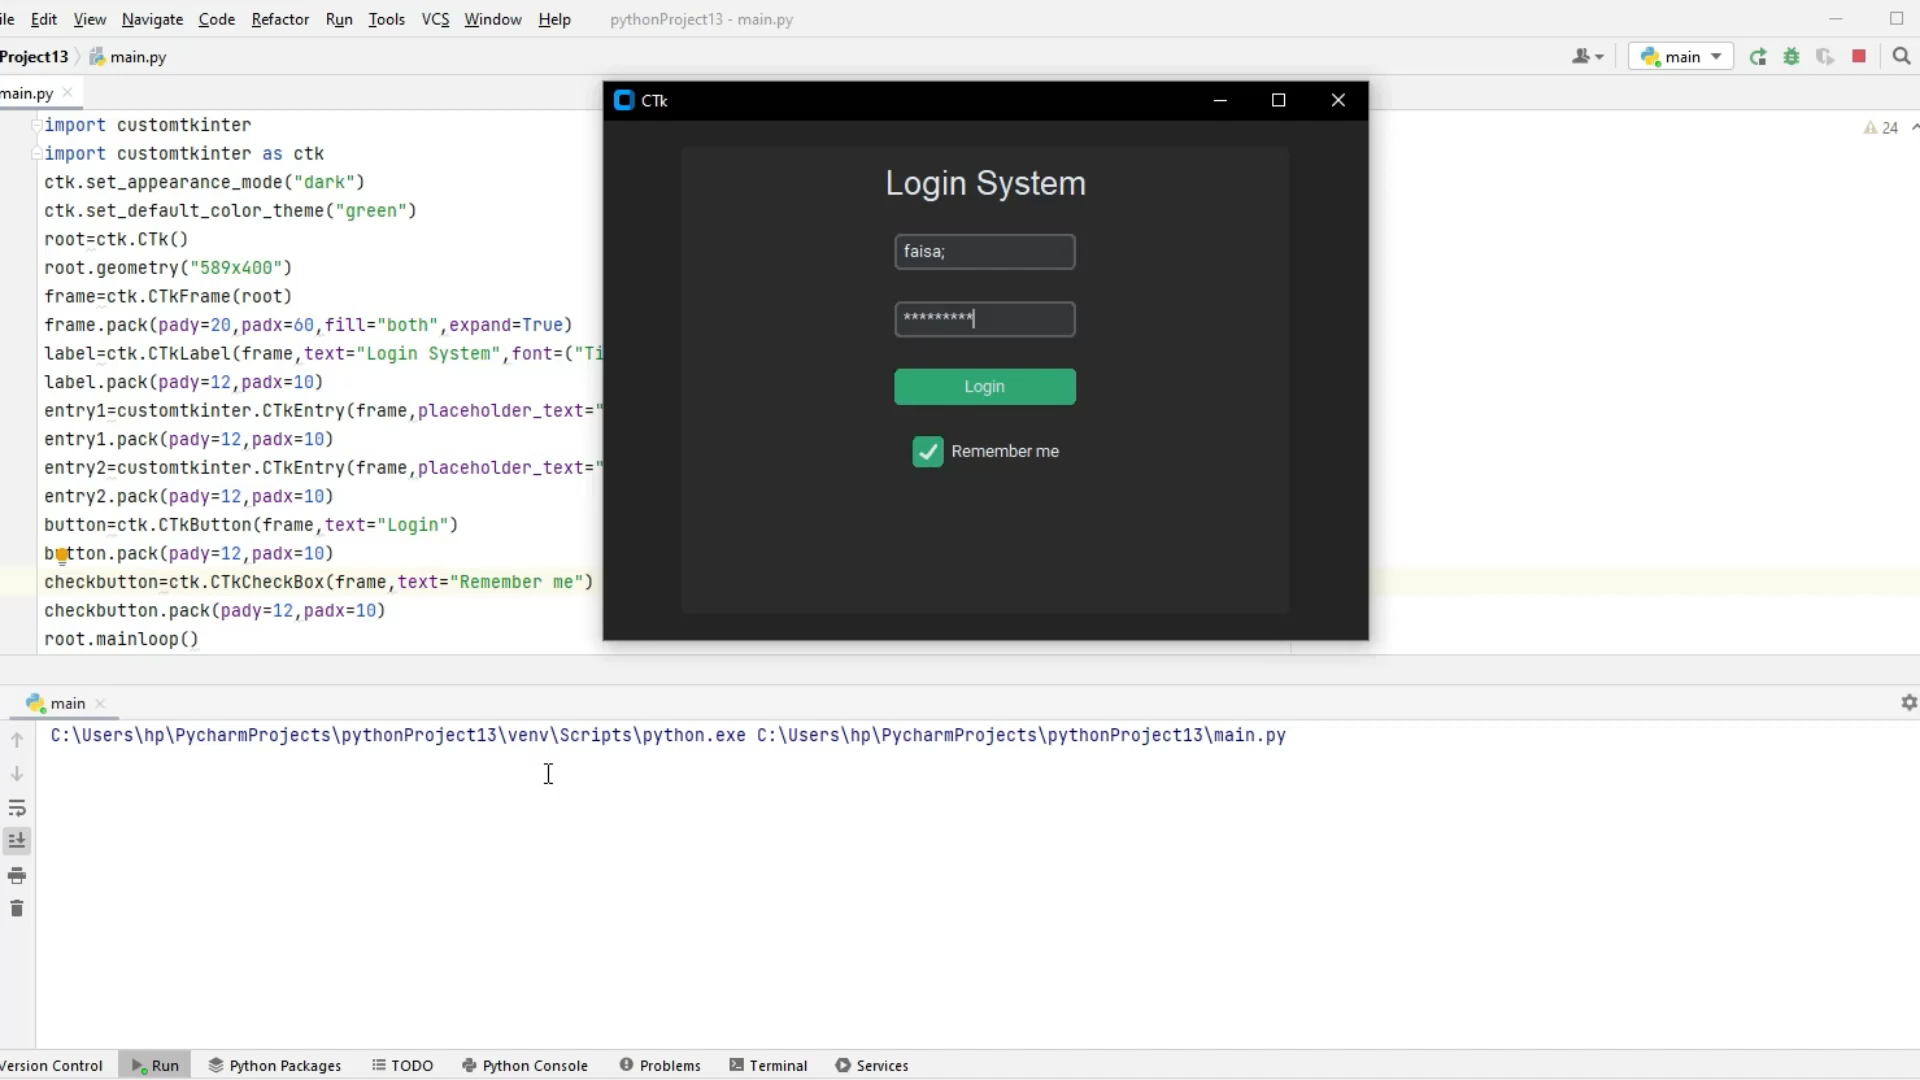 ile Edit View Navigate Code Refactor Run Tools VCS Window Help pythonProject13 - main.py
Project13 main.py main
main.py
24
import customtkinter
import customtkinter as ctk
ctk.set_appearance_mode("dark")
ctk.set_default_color_theme("green")
root=ctk.CTk()
root.geometry("589x400")
frame=ctk.CTkFrame(root)
frame.pack(pady=20,padx=60,fill="both",expand=True)
label=ctk.CTkLabel(frame,text="Login System",font=("Ti
label.pack(pady=12,padx=10)
entry1=customtkinter.CTkEntry(frame,placeholder_text="
entry1.pack(pady=12,padx=10)
entry2=customtkinter.CTkEntry(frame,placeholder_text="
entry2.pack(pady=12,padx=10)
button=ctk.CTkButton(frame,text="Login")
button.pack(pady=12,padx=10)
checkbutton=ctk.CTkCheckBox(frame,text="Remember me")
checkbutton.pack(pady=12,padx=10)
root.mainloop()
CTk
Login System
faisa;
*********
Login
Remember me
main
C:\Users\hp\PycharmProjects\pythonProject13\venv\Scripts\python.exe C:\Users\hp\PycharmProjects\pythonProject13\main.py
Version Control Run Python Packages TODO Python Console Problems Terminal Services